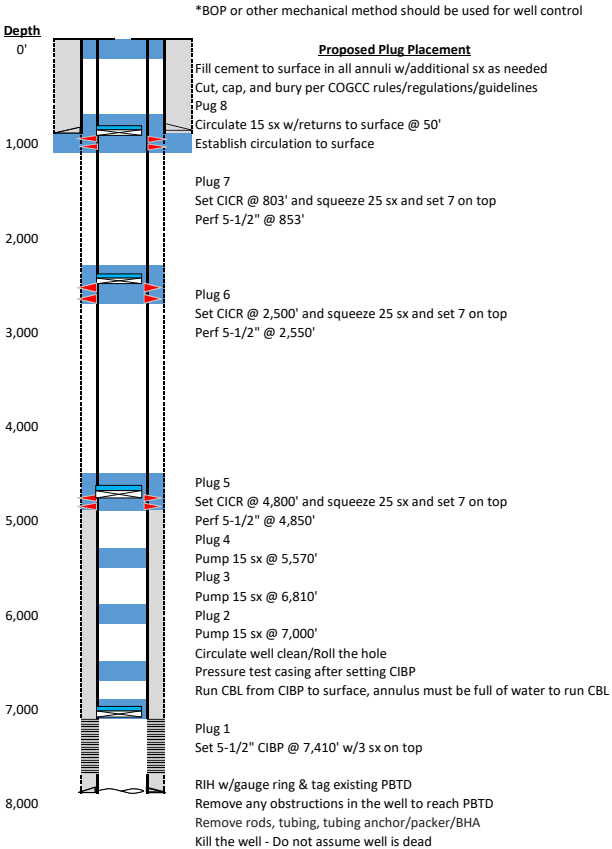 *BOP or other mechanical method should be used for well control
Depth
0'
Proposed Plug Placement
Fill cement to surface in all annuli w/additional sx as needed
Cut, cap, and bury per COGCC rules/regulations/guidelines
Pug 8
Circulate 15 sx w/returns to surface @ 50'
1,000
Establish circulation to surface
Plug 7
Set CICR @ 803' and squeeze 25 sx and set 7 on top
Perf 5-1/2" @ 853'
2,000
Plug 6
Set CICR @ 2,500' and squeeze 25 sx and set 7 on top
3,000
Perf 5-1/2" @ 2,550'
4,000
Plug 5
Set CICR @ 4,800' and squeeze 25 sx and set 7 on top
5,000
Perf 5-1/2" @ 4,850'
Plug 4
Pump 15 sx @ 5,570'
Plug 3
Pump 15 sx @ 6,810'
6,000
Plug 2
Pump 15 sx @ 7,000'
Circulate well clean/Roll the hole
Pressure test casing after setting CIBP
Run CBL from CIBP to surface, annulus must be full of water to run CBL
7,000
Plug 1
Set 5-1/2" CIBP @ 7,410' w/3 sx on top
RIH w/gauge ring & tag existing PBTD
8,000
Remove any obstructions in the well to reach PBTD
Remove rods, tubing, tubing anchor/packer/BHA
Kill the well - Do not assume well is dead